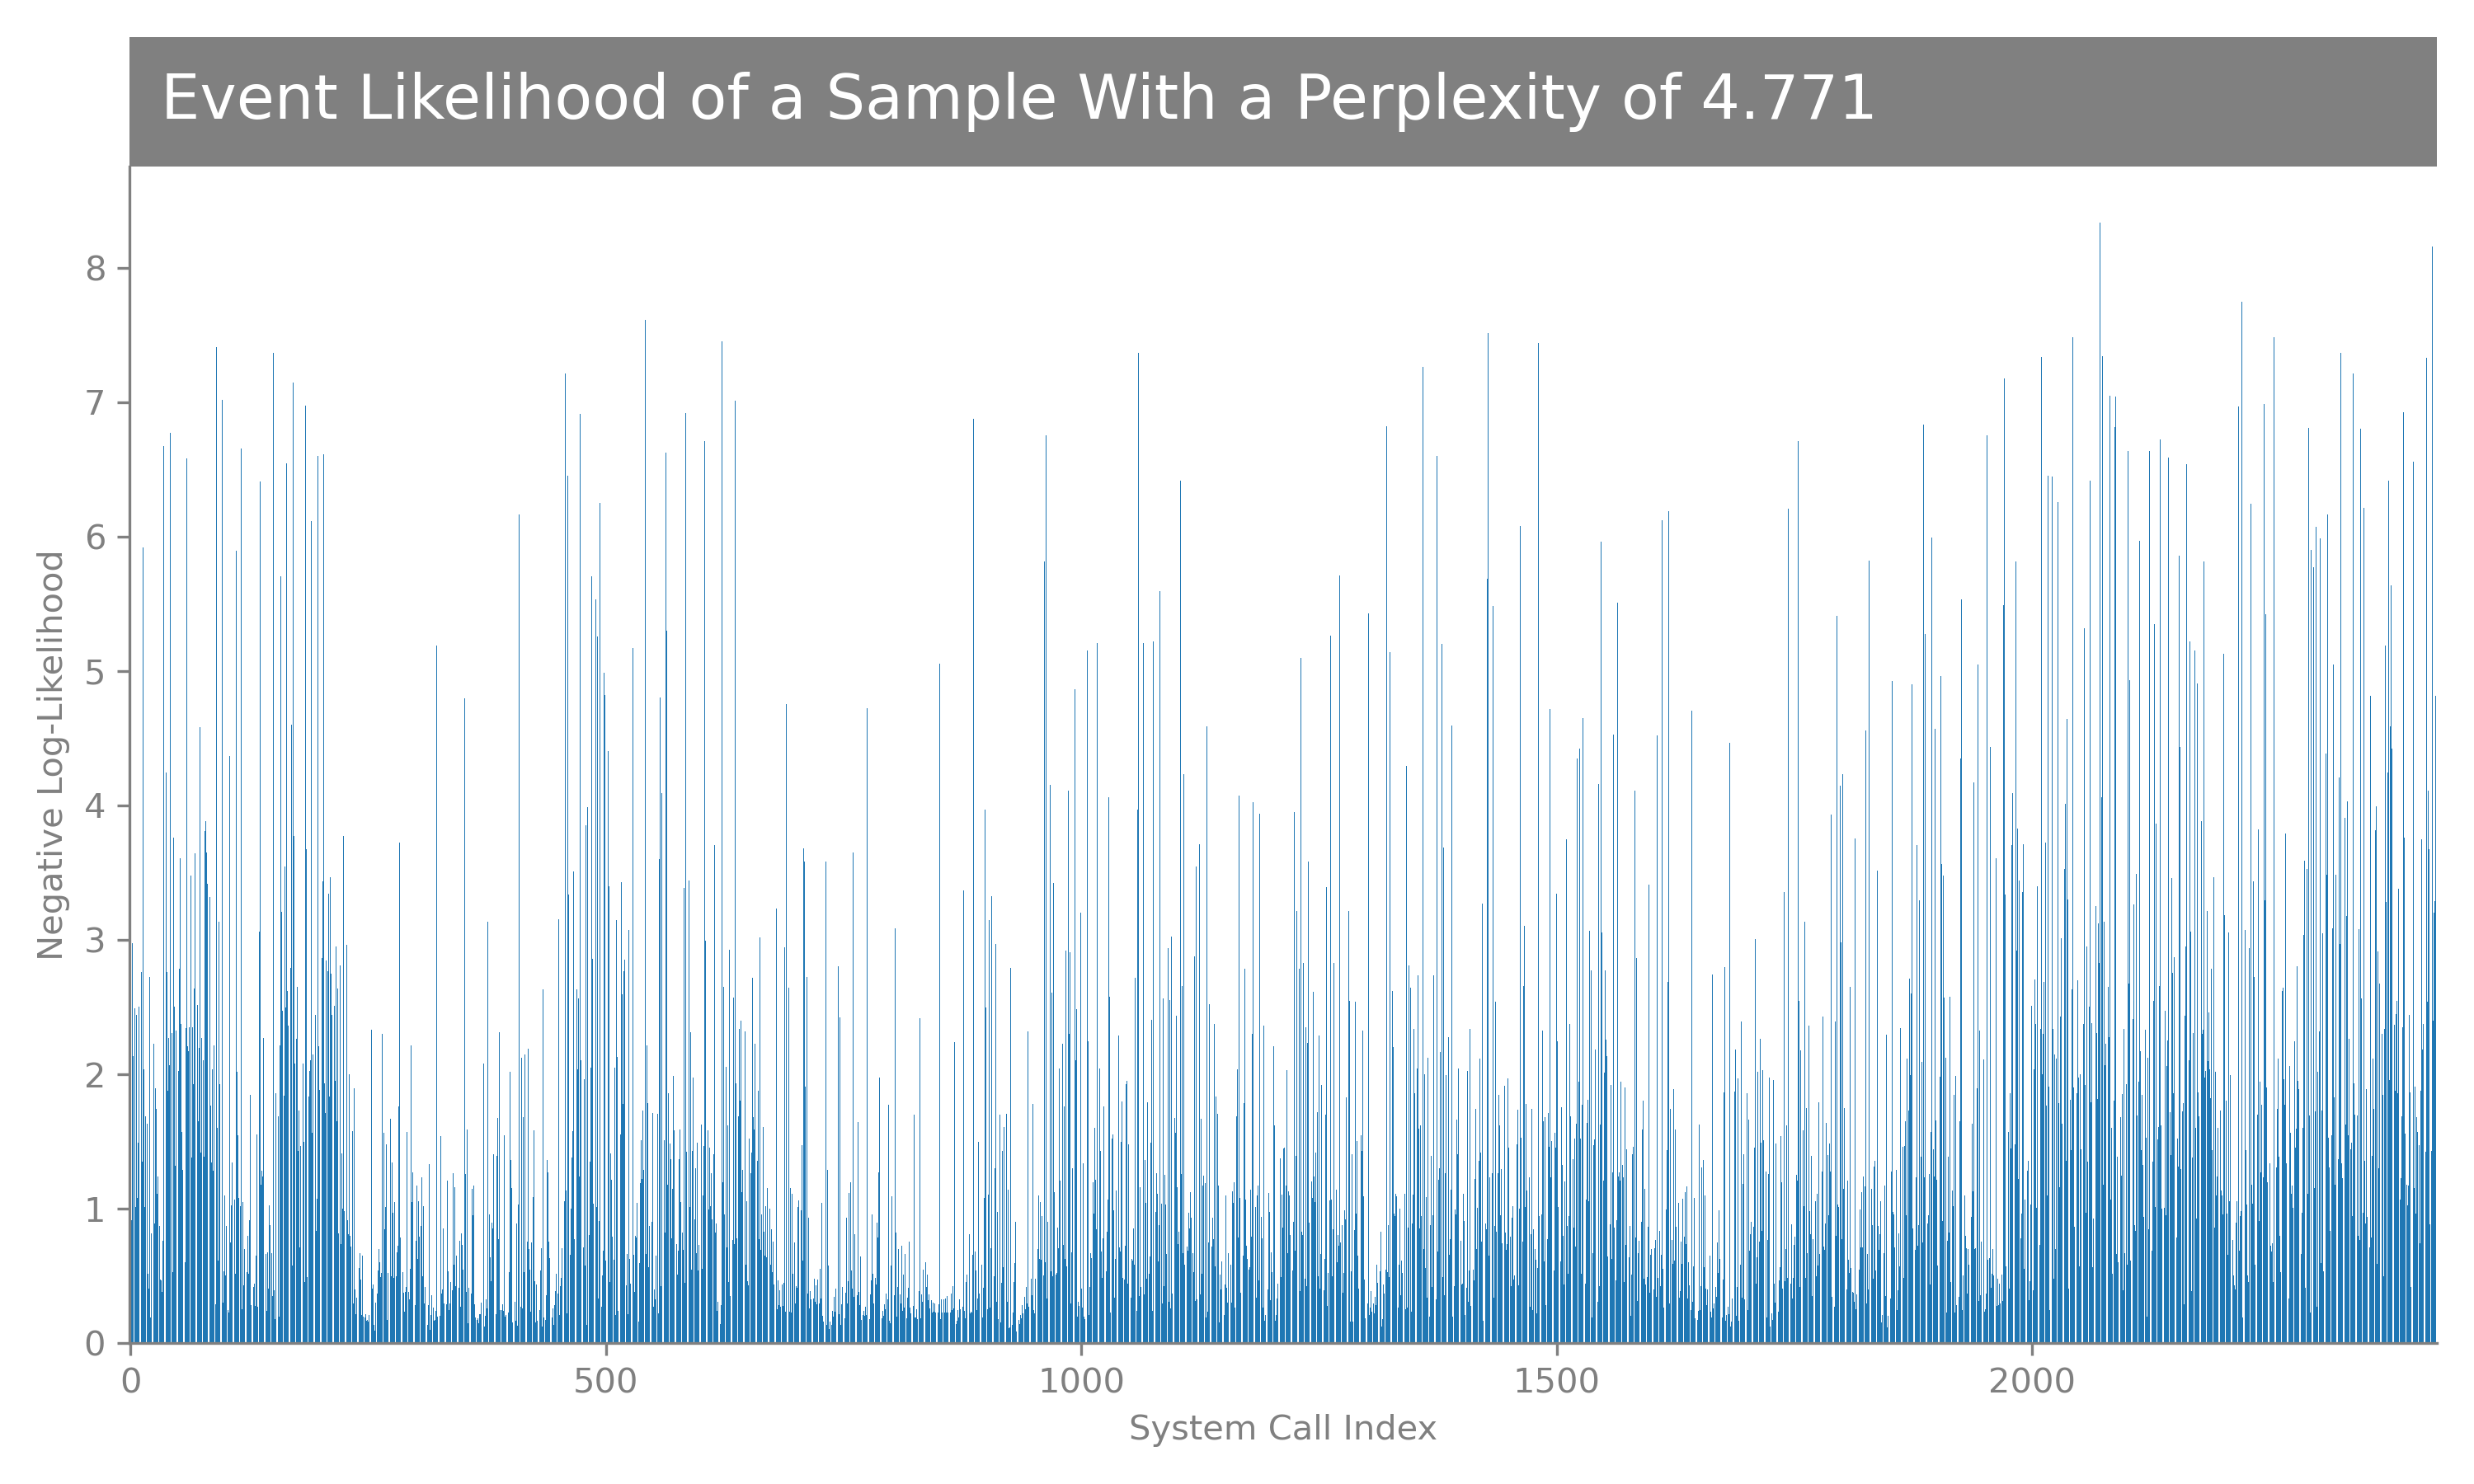 Event Likelihood of a Sample With a Perplexity of 4.771
8
7
6
5
4
3
2
1
0
Negative Log-Likelihood
0 500 1000 1500 2000
System Call Index